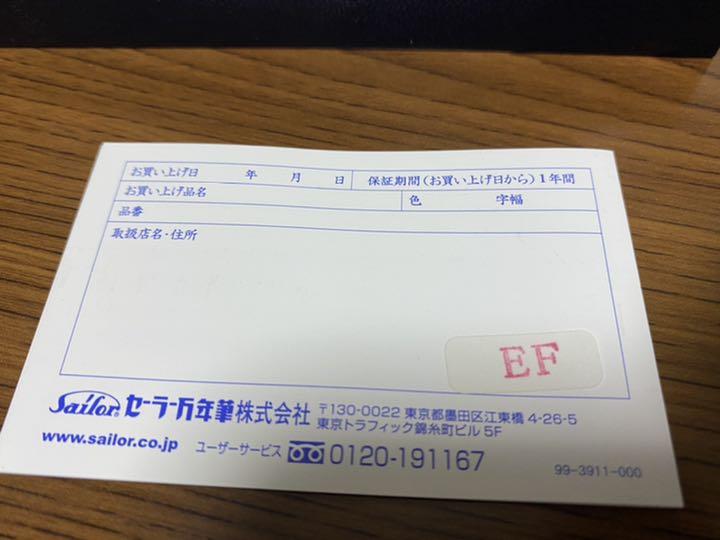 お買い上げ日 年 月 日 保証期間(お買い上げ日から)1年間
お買い上げ品名 色 字幅
品番
取扱店名・住所
EF
Sailor® セーラー万年筆株式会社 〒130-0022 東京都墨田区江東橋 4-26-5
東京トラフィック錦糸町ビル 5F
www.sailor.co.jp ユーザーサービス 0120-191167
99-3911-000